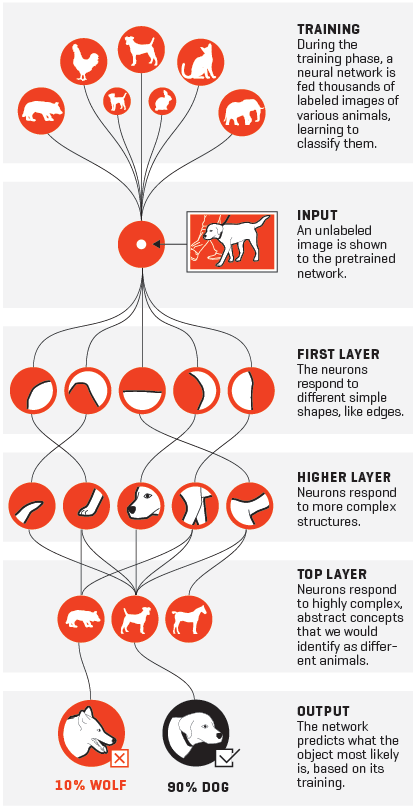 TRAINING
During the
training phase, a
neural network is
fed thousands of
labeled images of
various animals,
learning to
classify them.
INPUT
An unlabeled
image is shown
to the pretrained
network.
FIRST LAYER
The neurons
respond to
different simple
shapes, like edges.
HIGHER LAYER
Neurons respond
to more complex
structures.
TOP LAYER
Neurons respond
to highly complex,
abstract concepts
that we would
identify as differ-
ent animals.
OUTPUT
The network
predicts what the
object most likely
is, based on its
training.
10% WOLF
90% DOG